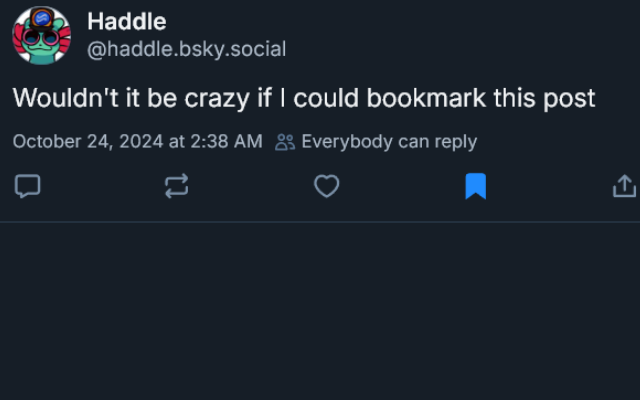 Haddle
@haddle.bsky.social
Wouldn't it be crazy if I could bookmark this post
October 24, 2024 at 2:38 AM Everybody can reply